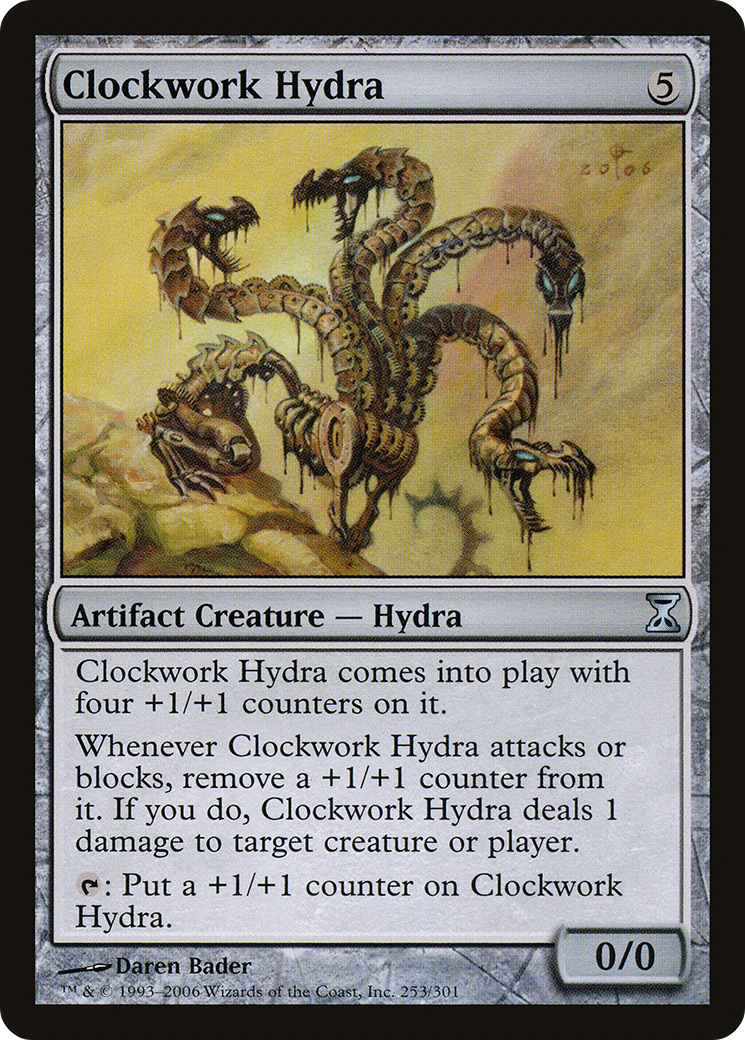 Clockwork Hydra
5
2006
Artifact Creature — Hydra
Clockwork Hydra comes into play with
four +1/+1 counters on it.
Whenever Clockwork Hydra attacks or
blocks, remove a +1/+1 counter from
it. If you do, Clockwork Hydra deals 1
damage to target creature or player.
: Put a +1/+1 counter on Clockwork
Hydra.
0/0
Daren Bader
™ & © 1993–2006 Wizards of the Coast, Inc. 253/301